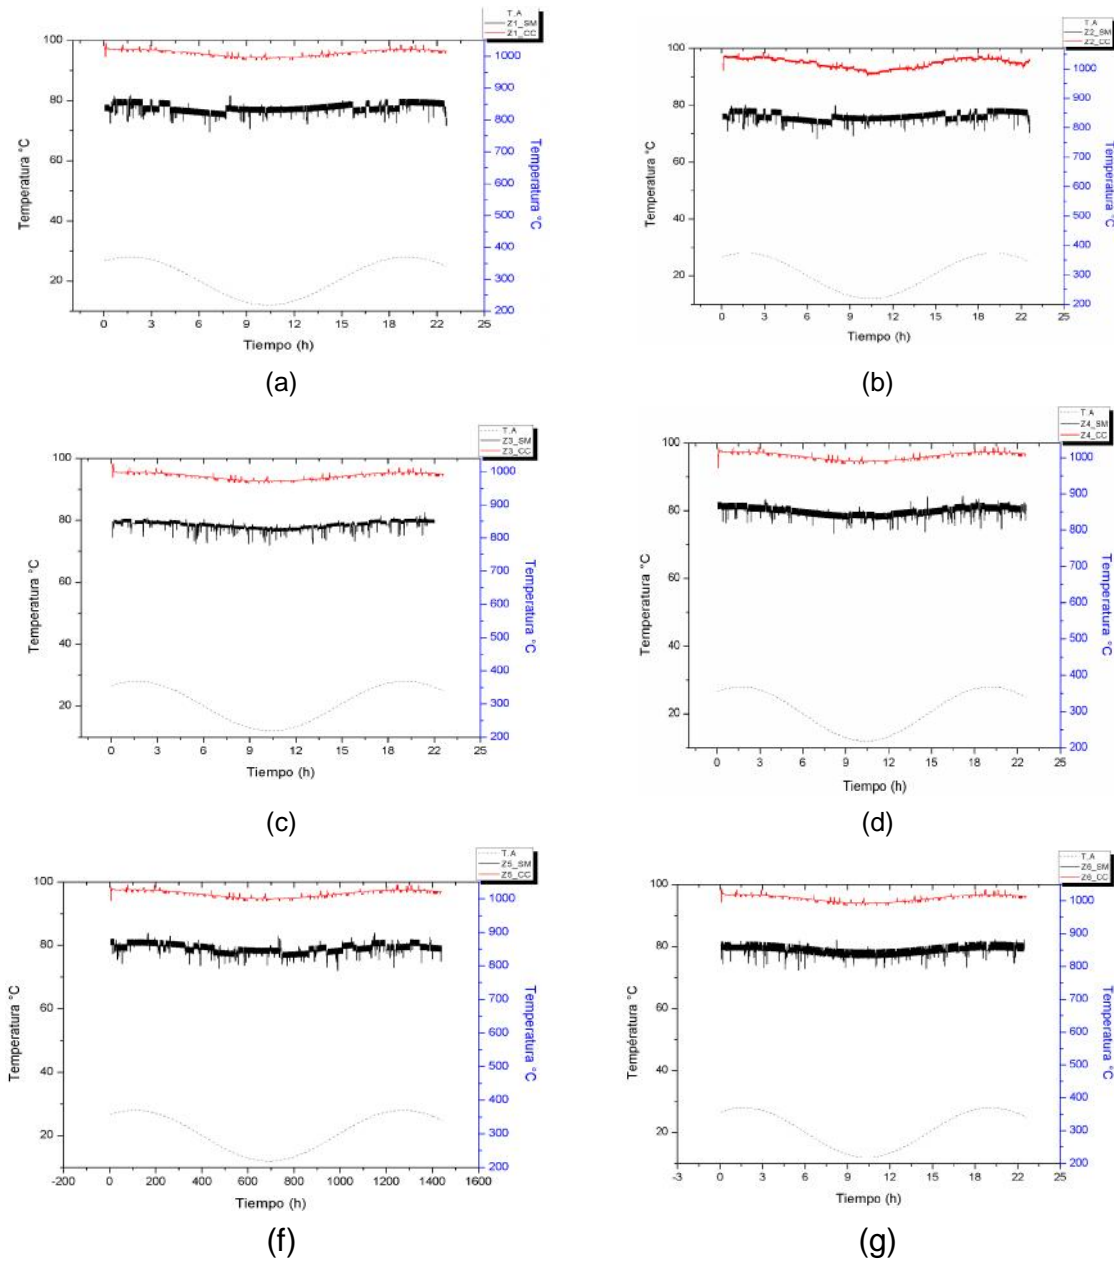 T.A
Z1_SM
Z1_CC
100
80
60
40
20
1000
900
800
700
600
500
400
300
200
Temperatura °C
Temperatura °C
0 3 6 9 12 15 18 22 25
Tiempo (h)
(a)
T.A
Z2_SM
Z2_CC
100
80
60
40
20
1000
900
800
700
600
500
400
300
200
Temperatura °C
Temperatura °C
0 3 6 9 12 15 18 22 25
Tiempo (h)
(b)
T.A
Z3_SM
Z3_CC
100
80
60
40
20
1000
900
800
700
600
500
400
300
200
Temperatura °C
Temperatura °C
0 3 6 9 12 15 18 22 25
Tiempo (h)
(c)
T.A
Z4_SM
Z4_CC
100
80
60
40
20
1000
900
800
700
600
500
400
300
200
Temperatura °C
Temperatura °C
0 3 6 9 12 15 18 22 25
Tiempo (h)
(d)
T.A
Z5_SM
Z5_CC
100
80
60
40
20
1000
900
800
700
600
500
400
300
200
Temperatura °C
Temperatura °C
-200 0 200 400 600 800 1000 1200 1400 1600
Tiempo (h)
(f)
T.A
Z6_SM
Z6_CC
100
80
60
40
20
1000
900
800
700
600
500
400
300
200
Température °C
Temperatura °C
-3 0 3 6 9 12 15 18 22 25
Tiempo (h)
(g)